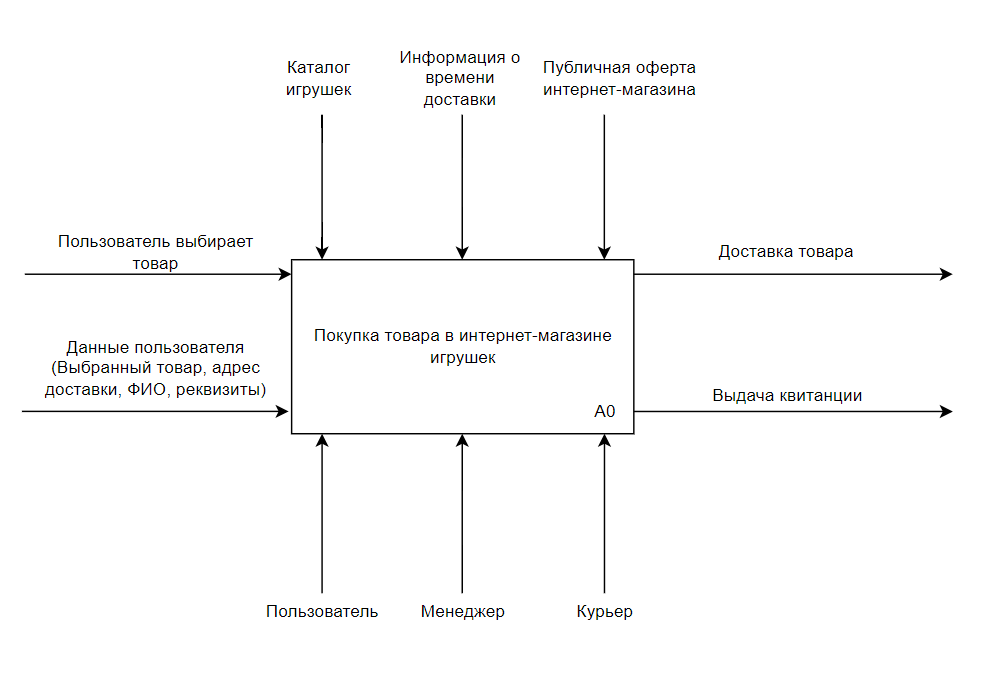 Каталог
игрушек
Информация о
времени
доставки
Публичная оферта
интернет-магазина
Пользователь выбирает
товар
Доставка товара
Данные пользователя
(Выбранный товар, адрес
доставки, ФИО, реквизиты)
Покупка товара в интернет-магазине
игрушек
A0
Выдача квитанции
Пользователь
Менеджер
Курьер